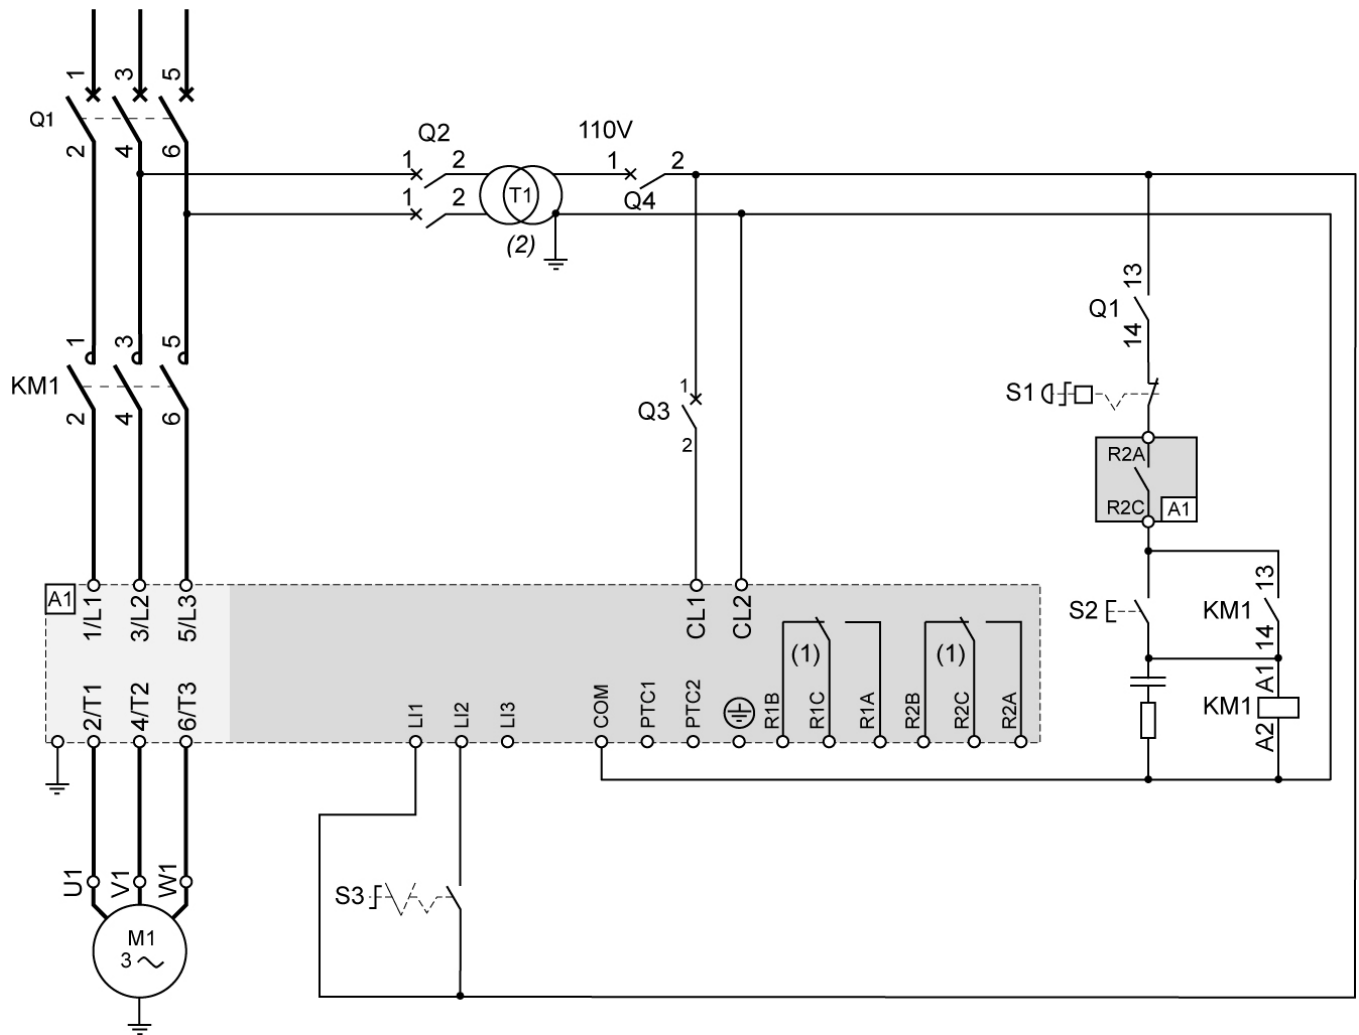 1 3 5
Q1
2 4 6
Q2
1 2
1 2
T1
(2)
110V
1 2
Q4
1 3 5
KM1
2 4 6
1
Q3
2
13
Q1
14
S1
R2A
R2C A1
S2
13
KM1
14
A1
KM1
A2
A1
1/L1 3/L2 5/L3
CL1 CL2
(1) (1)
2/T1 4/T2 6/T3
LI1 LI2 LI3
COM PTC1 PTC2
R1B R1C R1A R2B R2C R2A
S3
U1 V1 W1
M1
3